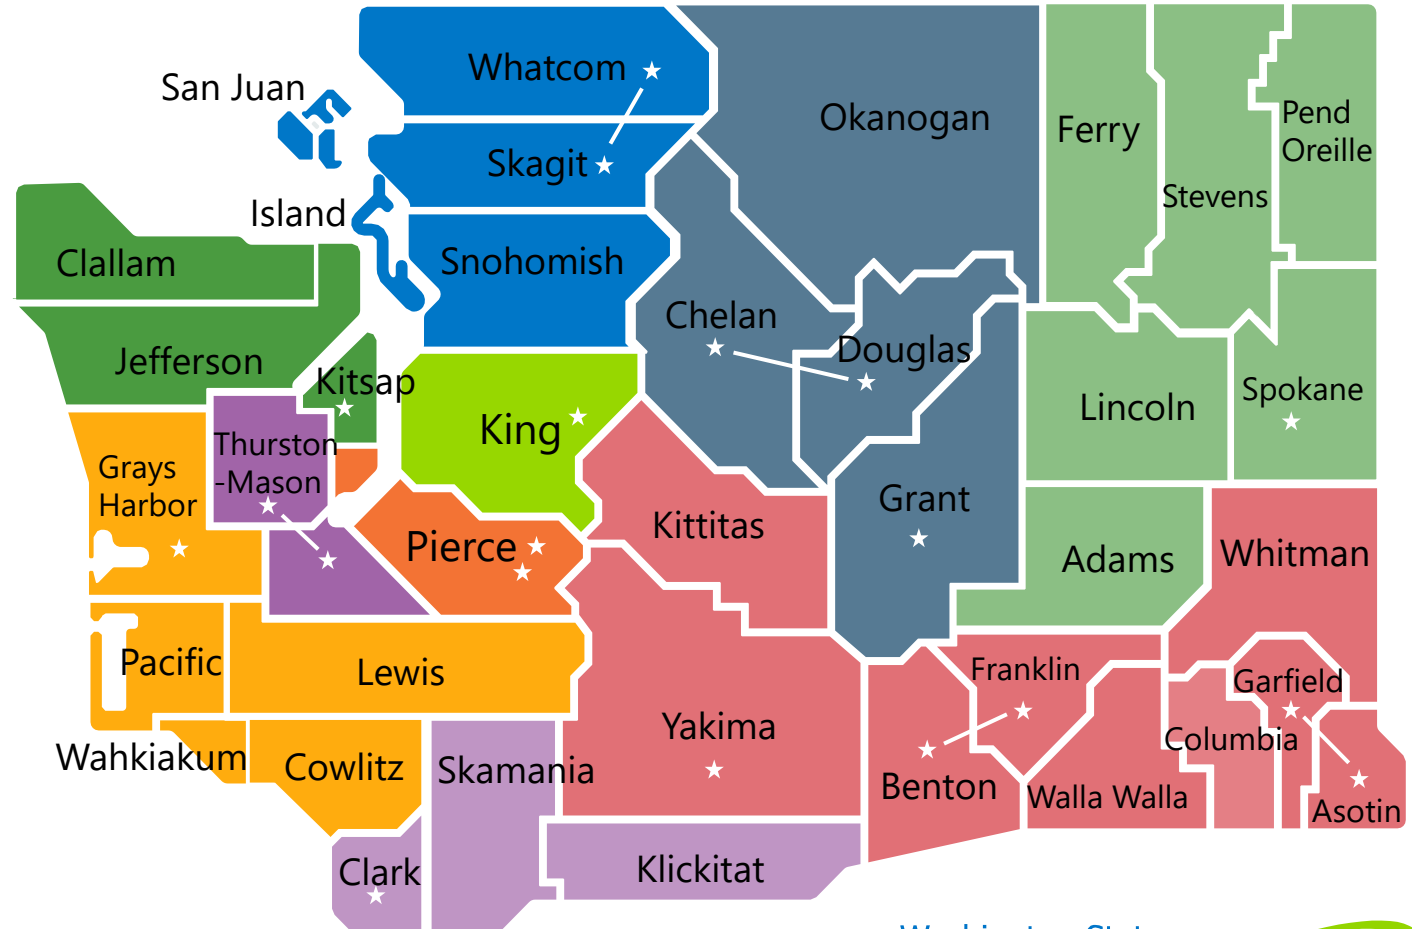 Whatcom
San Juan
Okanogan
Pend
Oreille
Ferry
Skagit
Stevens
Island
Clallam
Snohomish
Chelan
Douglas
Jefferson
Kitsap
Spokane
Lincoln
King
Thurston
-Mason
Grays
Harbor
Grant
Kittitas
Pierce
Adams
Whitman
Pacific
Lewis
Franklin
Garfield
Yakima
Columbia
Wahkiakum
Cowlitz
Skamania
Benton
Walla Walla
Asotin
Clark
Klickitat
Washington State